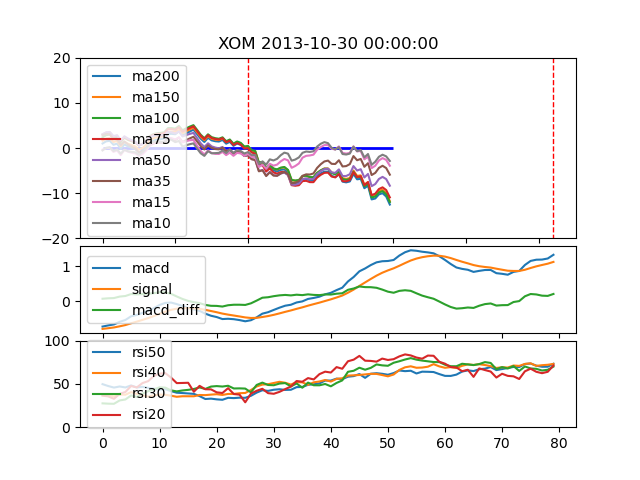 XOM 2013-10-30 00:00:00
20
10
0
−10
−20
ma200
ma150
ma100
ma75
ma50
ma35
ma15
ma10
1
0
macd
signal
macd_diff
100
50
0
rsi50
rsi40
rsi30
rsi20
0 10 20 30 40 50 60 70 80